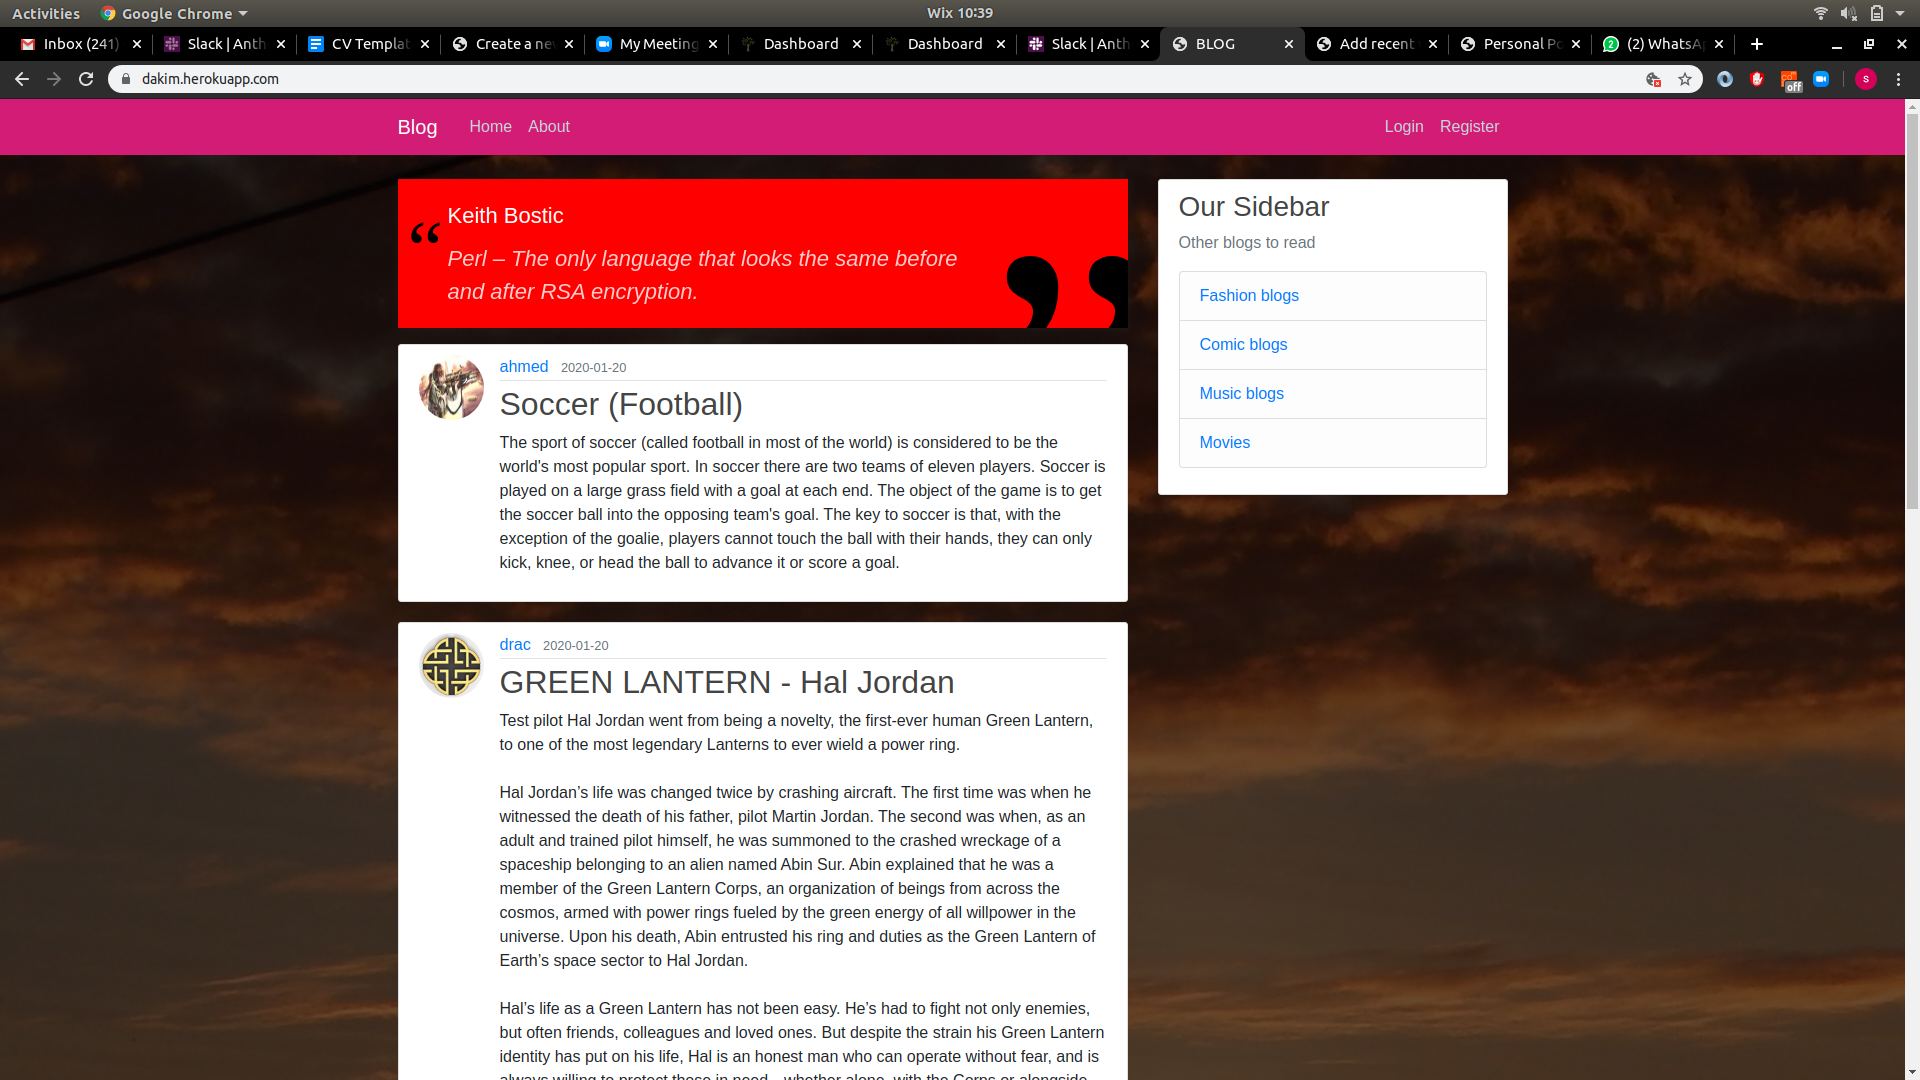 Activities Google Chrome Wix 10:39
Inbox (241) Slack | Anth CV Templat Create a ne My Meeting Dashboard Dashboard Slack | Anth BLOG Add recent Personal Po (2) WhatsA
dakim.herokuapp.com off S
Blog Home About Login Register
“ Keith Bostic
Perl – The only language that looks the same before
and after RSA encryption. ”
Our Sidebar
Other blogs to read
Fashion blogs
Comic blogs
Music blogs
Movies
ahmed 2020-01-20
Soccer (Football)
The sport of soccer (called football in most of the world) is considered to be the
world's most popular sport. In soccer there are two teams of eleven players. Soccer is
played on a large grass field with a goal at each end. The object of the game is to get
the soccer ball into the opposing team's goal. The key to soccer is that, with the
exception of the goalie, players cannot touch the ball with their hands, they can only
kick, knee, or head the ball to advance it or score a goal.
drac 2020-01-20
GREEN LANTERN - Hal Jordan
Test pilot Hal Jordan went from being a novelty, the first-ever human Green Lantern,
to one of the most legendary Lanterns to ever wield a power ring.
Hal Jordan’s life was changed twice by crashing aircraft. The first time was when he
witnessed the death of his father, pilot Martin Jordan. The second was when, as an
adult and trained pilot himself, he was summoned to the crashed wreckage of a
spaceship belonging to an alien named Abin Sur. Abin explained that he was a
member of the Green Lantern Corps, an organization of beings from across the
cosmos, armed with power rings fueled by the green energy of all willpower in the
universe. Upon his death, Abin entrusted his ring and duties as the Green Lantern of
Earth’s space sector to Hal Jordan.
Hal’s life as a Green Lantern has not been easy. He’s had to fight not only enemies,
but often friends, colleagues and loved ones. But despite the strain his Green Lantern
identity has put on his life, Hal is an honest man who can operate without fear, and is
always willing to protect those in need—whether alone, with the Corps or alongside